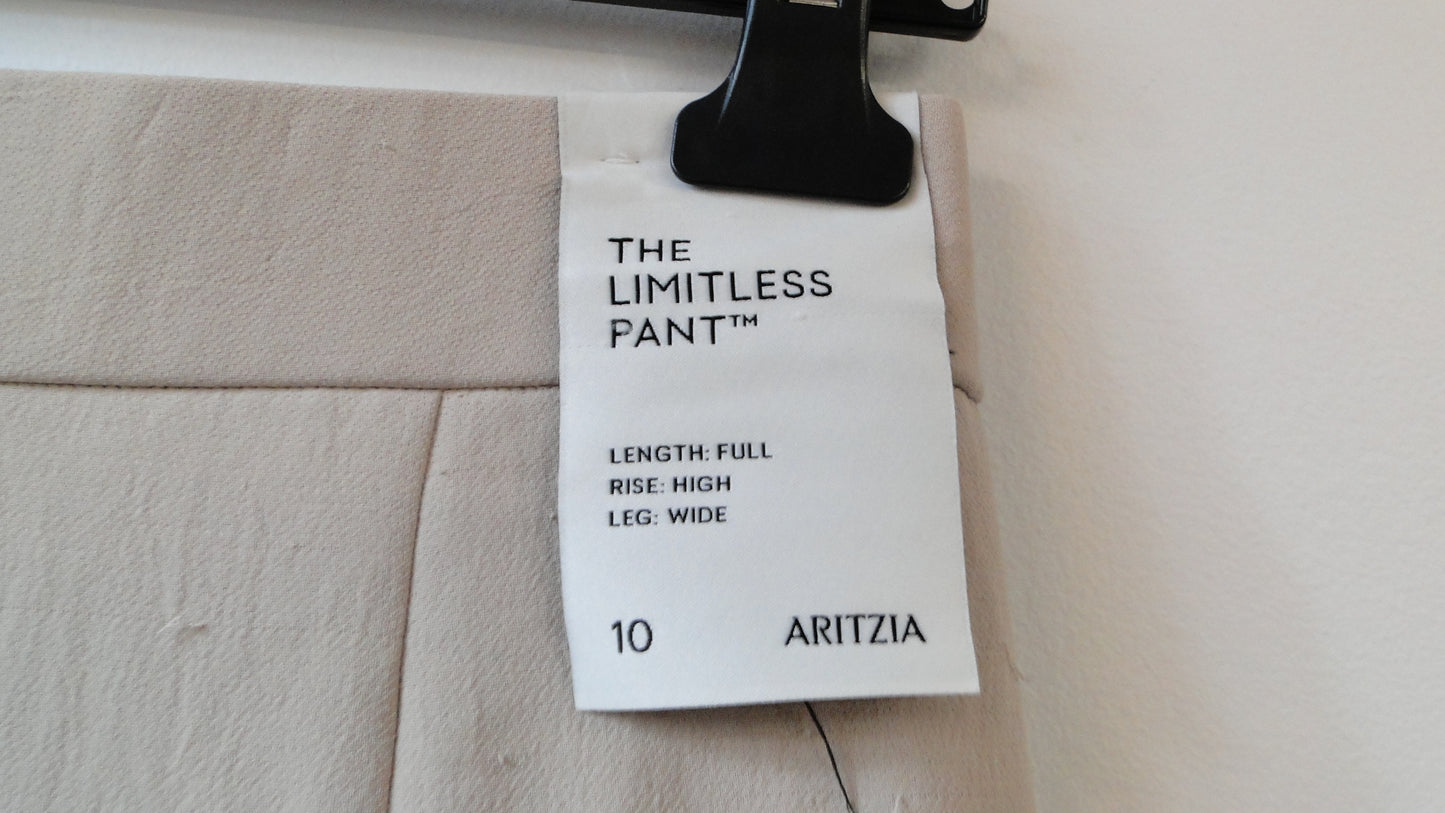 THE
LIMITLESS
PANT™
LENGTH: FULL
RISE: HIGH
LEG: WIDE
10 ARITZIA